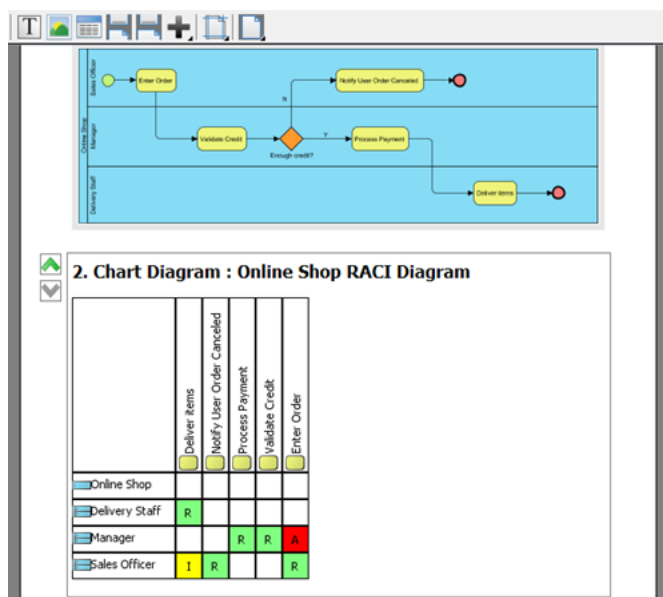 T
Online Shop
Sales Officer
Enter Order
Notify User Order Canceled
N
Manager
Validate Credit
Enough credit?
Y
Process Payment
Delivery Staff
Deliver items
2. Chart Diagram : Online Shop RACI Diagram
Deliver items
Notify User Order Canceled
Process Payment
Validate Credit
Enter Order
Online Shop
Delivery Staff R
Manager R R A
Sales Officer I R R